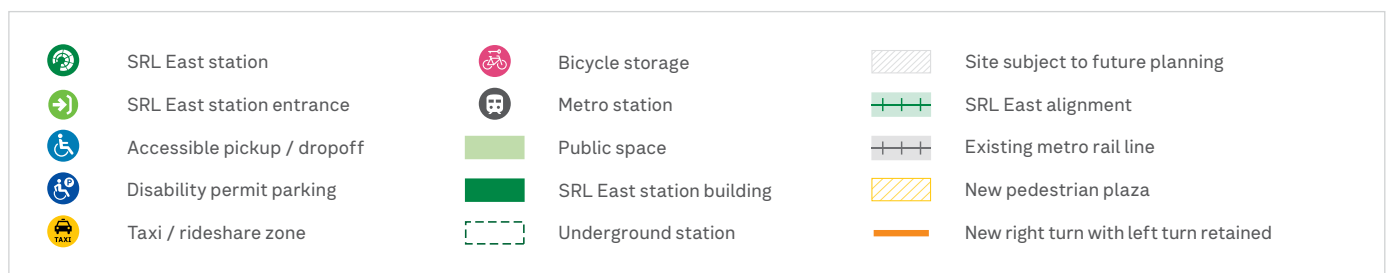 SRL East station
SRL East station entrance
Accessible pickup / dropoff
Disability permit parking
TAXI
Taxi / rideshare zone
Bicycle storage
Metro station
Public space
SRL East station building
Underground station
Site subject to future planning
SRL East alignment
Existing metro rail line
New pedestrian plaza
New right turn with left turn retained